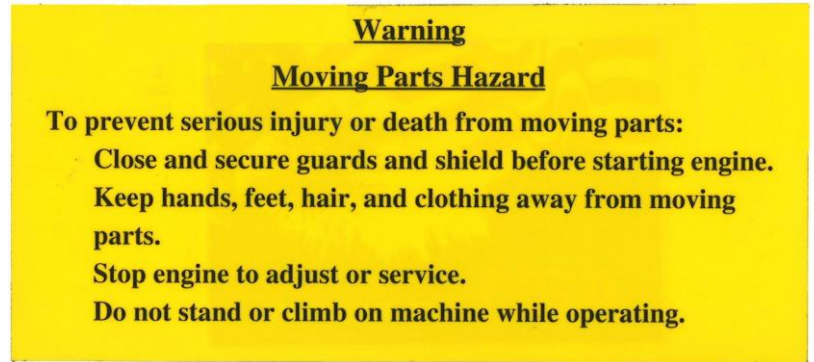 Warning
Moving Parts Hazard
To prevent serious injury or death from moving parts:
Close and secure guards and shield before starting engine.
Keep hands, feet, hair, and clothing away from moving
parts.
Stop engine to adjust or service.
Do not stand or climb on machine while operating.